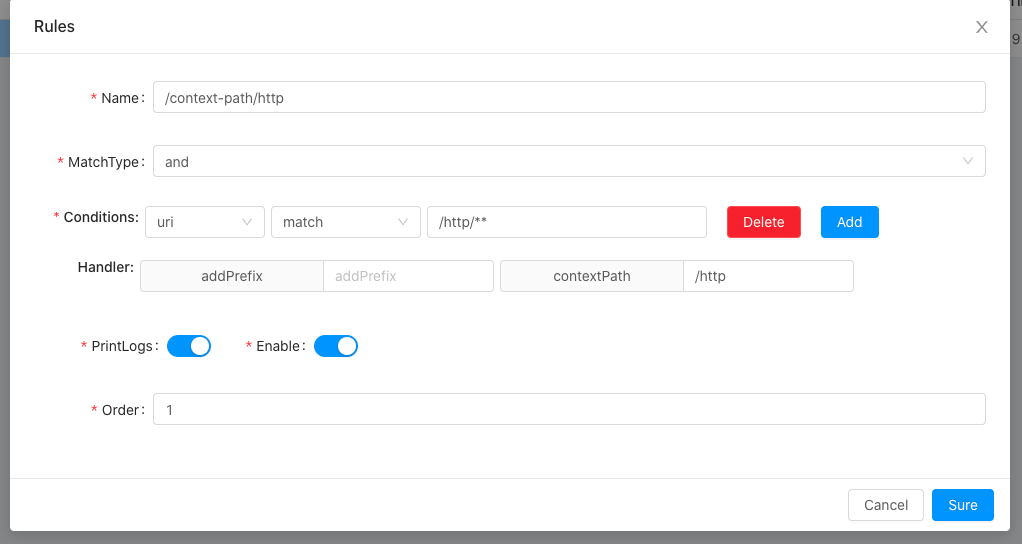 Rules
* Name: /context-path/http
* MatchType: and
* Conditions: uri match /http/** Delete Add
Handler: addPrefix addPrefix contextPath /http
* PrintLogs: * Enable:
* Order: 1
Cancel Sure
9